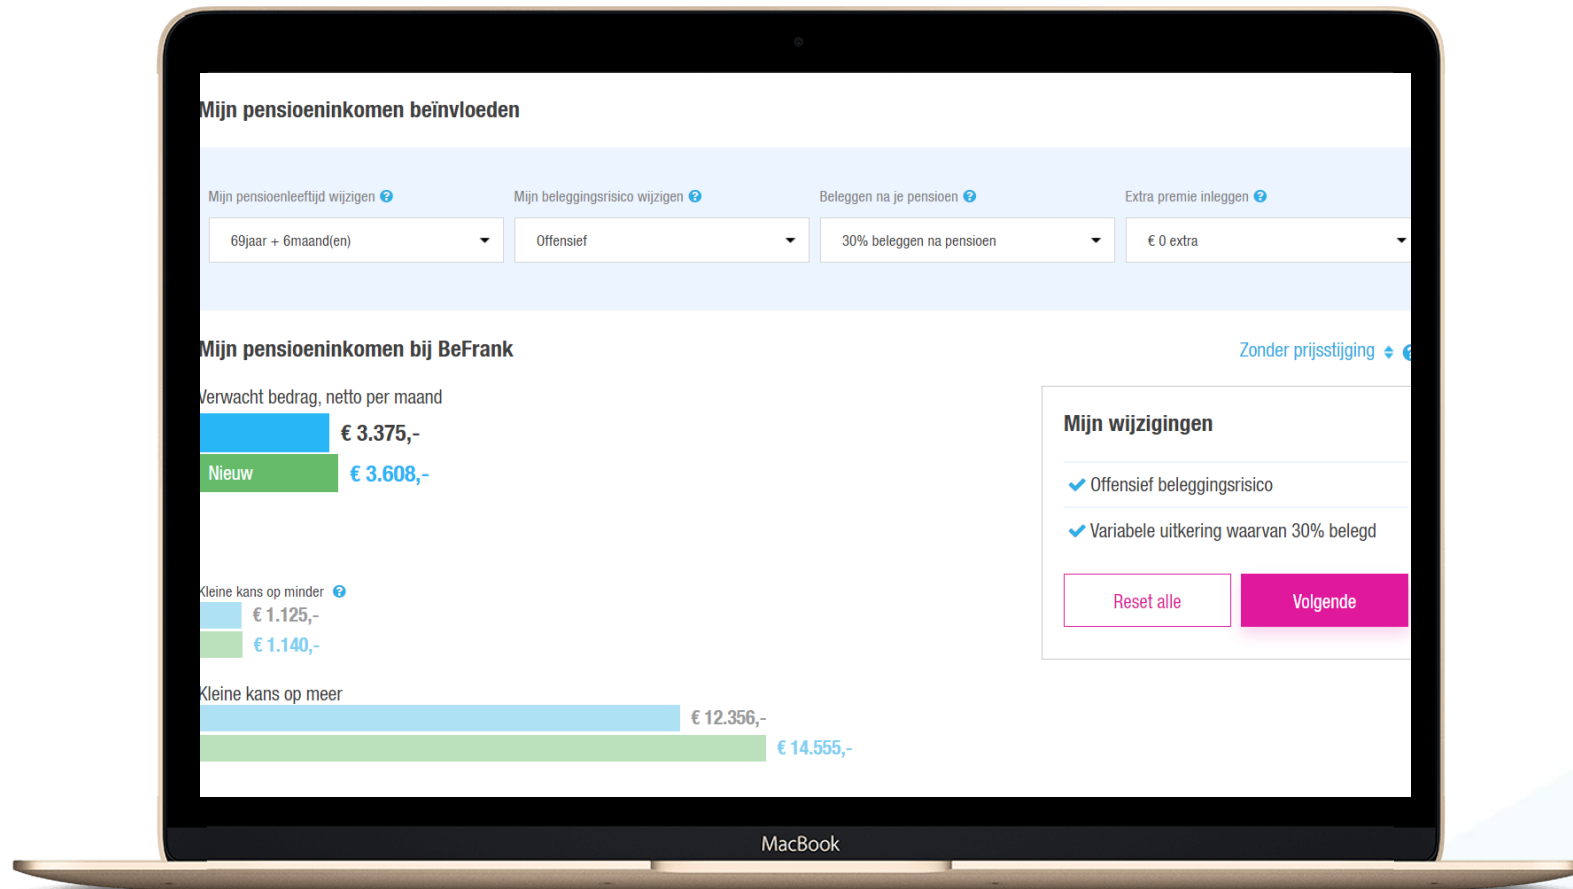 Mijn pensioeninkomen beïnvloeden
Mijn pensioenleeftijd wijzigen ?
Mijn beleggingsrisico wijzigen ?
Beleggen na je pensioen ?
Extra premie inleggen ?
69jaar + 6maand(en)
Offensief
30% beleggen na pensioen
€ 0 extra
Mijn pensioeninkomen bij BeFrank
Zonder prijsstijging
Verwacht bedrag, netto per maand
€ 3.375,-
Nieuw € 3.608,-
Kleine kans op minder ?
€ 1.125,-
€ 1.140,-
Kleine kans op meer
€ 12.356,-
€ 14.555,-
Mijn wijzigingen
Offensief beleggingsrisico
Variabele uitkering waarvan 30% belegd
Reset alle
Volgende
MacBook